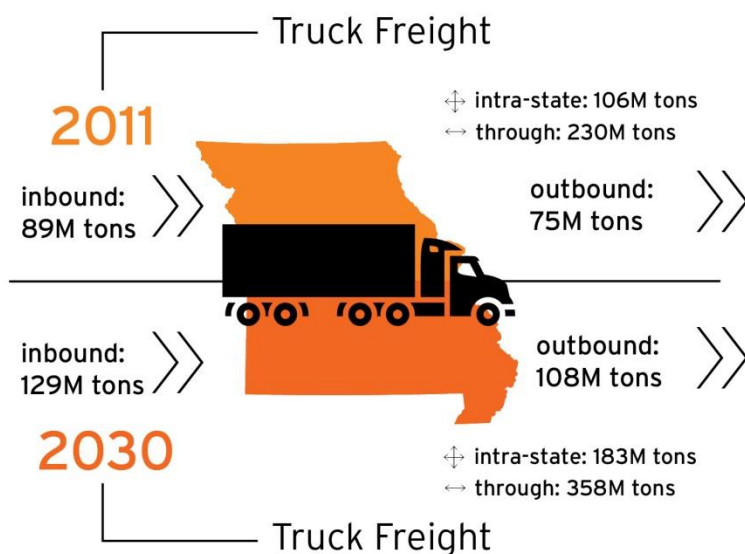 Truck Freight
2011
intra-state: 106M tons
through: 230M tons
inbound:
89M tons
outbound:
75M tons
inbound:
129M tons
outbound:
108M tons
2030
intra-state: 183M tons
through: 358M tons
Truck Freight